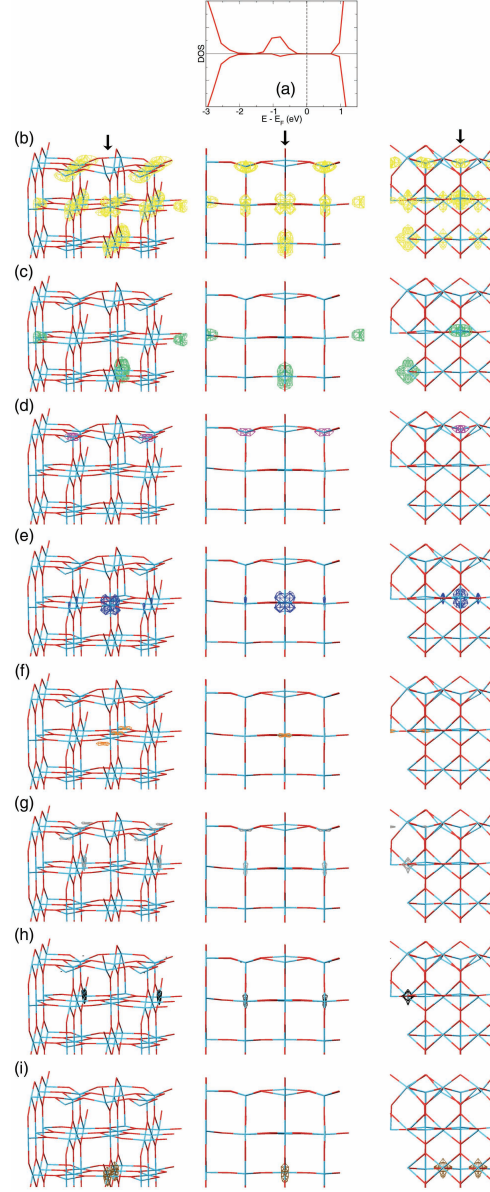 DOS
(a)
-3 -2 -1 0 1
E - E_F (eV)
(b)
(c)
(d)
(e)
(f)
(g)
(h)
(i)